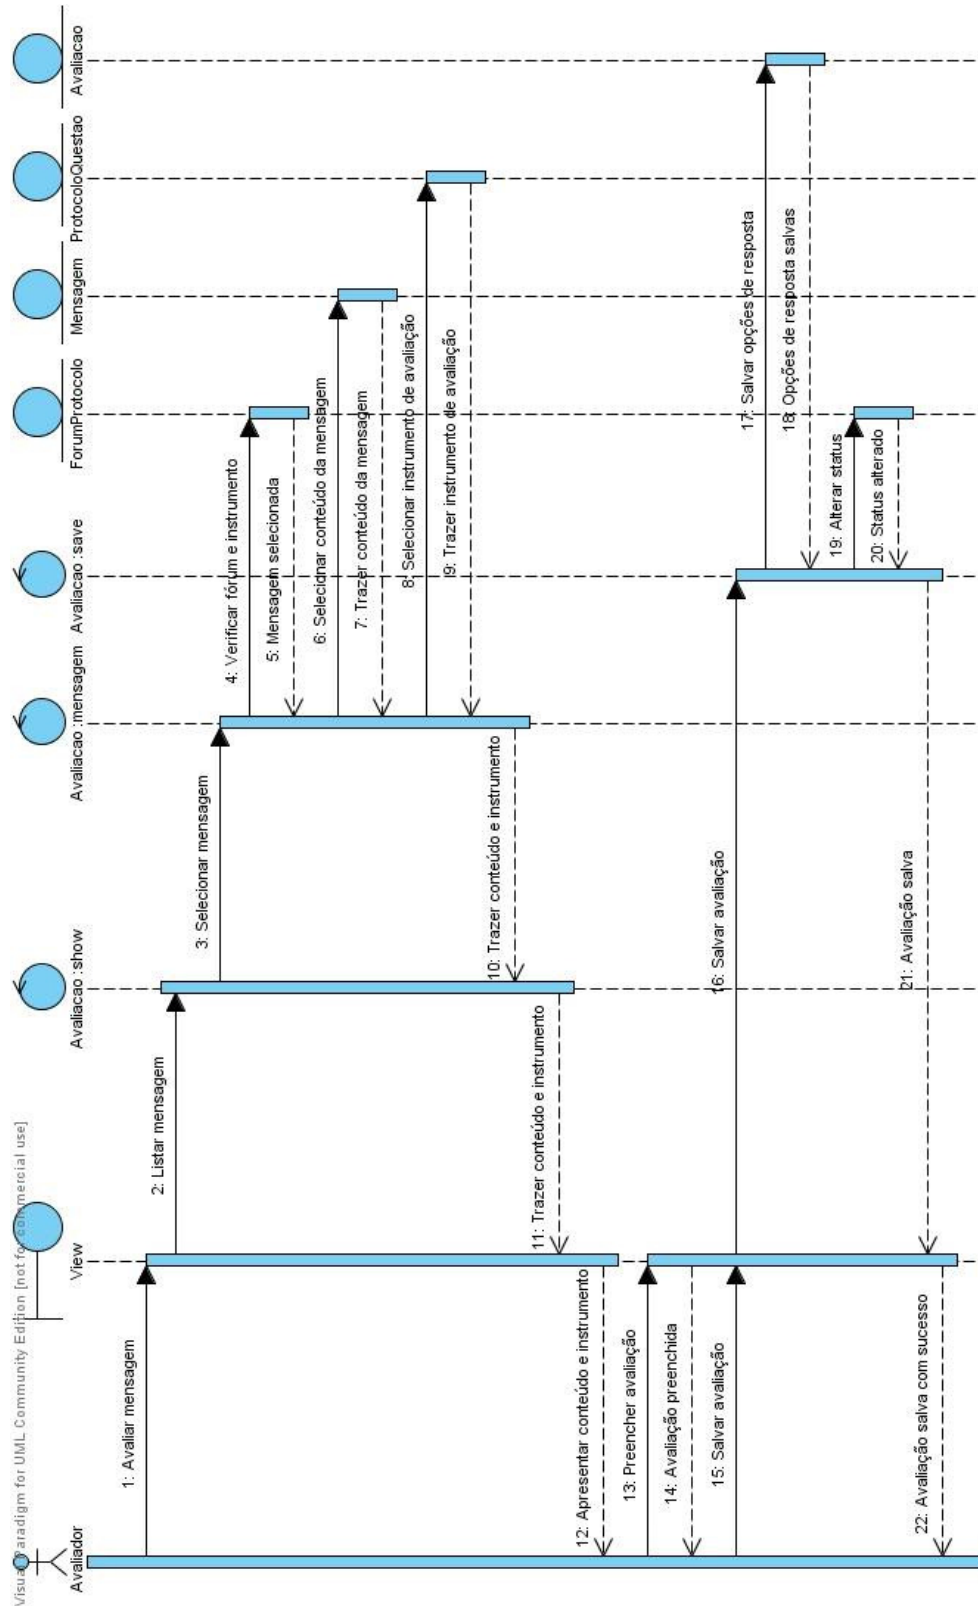 Visual Paradigm for UML Community Edition [not for commercial use]
Avaliador
View
Avaliacao :show
Avaliacao :mensagem
Avaliacao :save
ForumProtocolo
Mensagem
ProtocoloQuestao
Avaliacao
1: Avaliar mensagem
2: Listar mensagem
3: Selecionar mensagem
4: Verificar fórum e instrumento
5: Mensagem selecionada
6: Selecionar conteúdo da mensagem
7: Trazer conteúdo da mensagem
8: Selecionar instrumento de avaliação
9: Trazer instrumento de avaliação
10: Trazer conteúdo e instrumento
11: Trazer conteúdo e instrumento
12: Apresentar conteúdo e instrumento
13: Preencher avaliação
14: Avaliação preenchida
15: Salvar avaliação
16: Salvar avaliação
17: Salvar opções de resposta
18: Opções de resposta salvas
19: Alterar status
20: Status alterado
21: Avaliação salva
22: Avaliação salva com sucesso